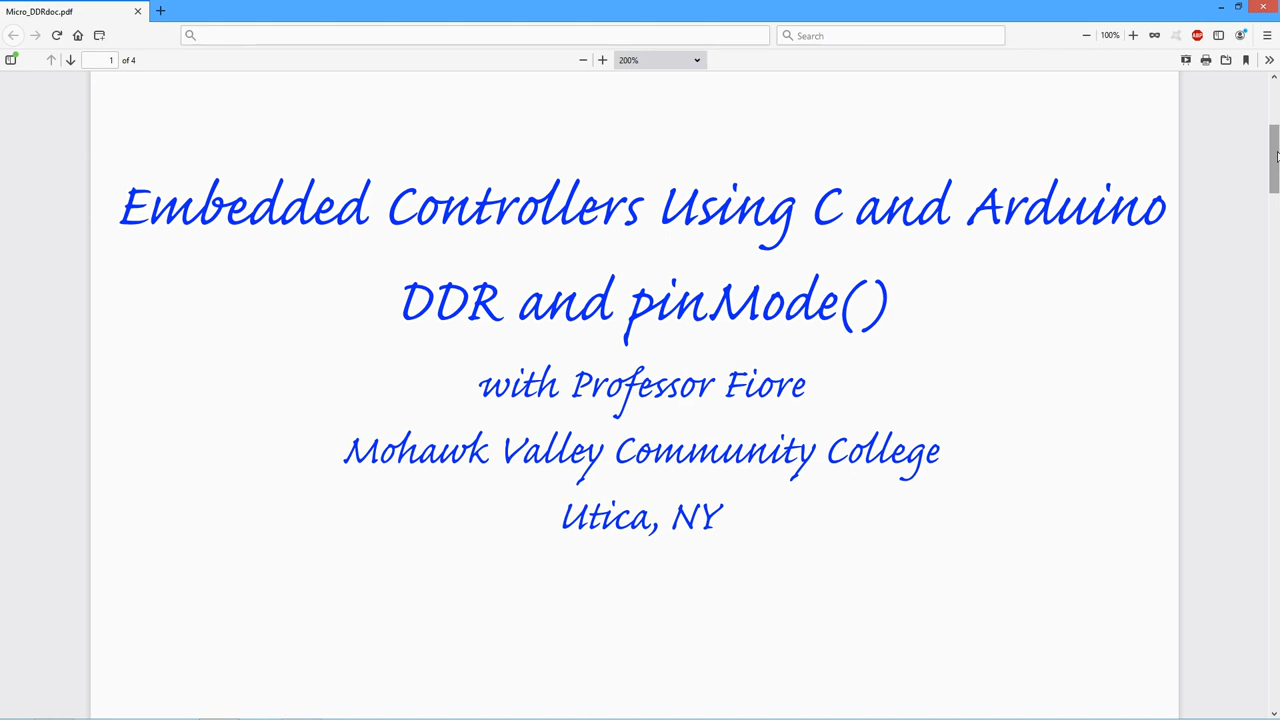 Micro_DDRdoc.pdf
Search
100%
1 of 4
200%
ABP
Embedded Controllers Using C and Arduino
DDR and pinMode()
with Professor Fiore
Mohawk Valley Community College
Utica, NY